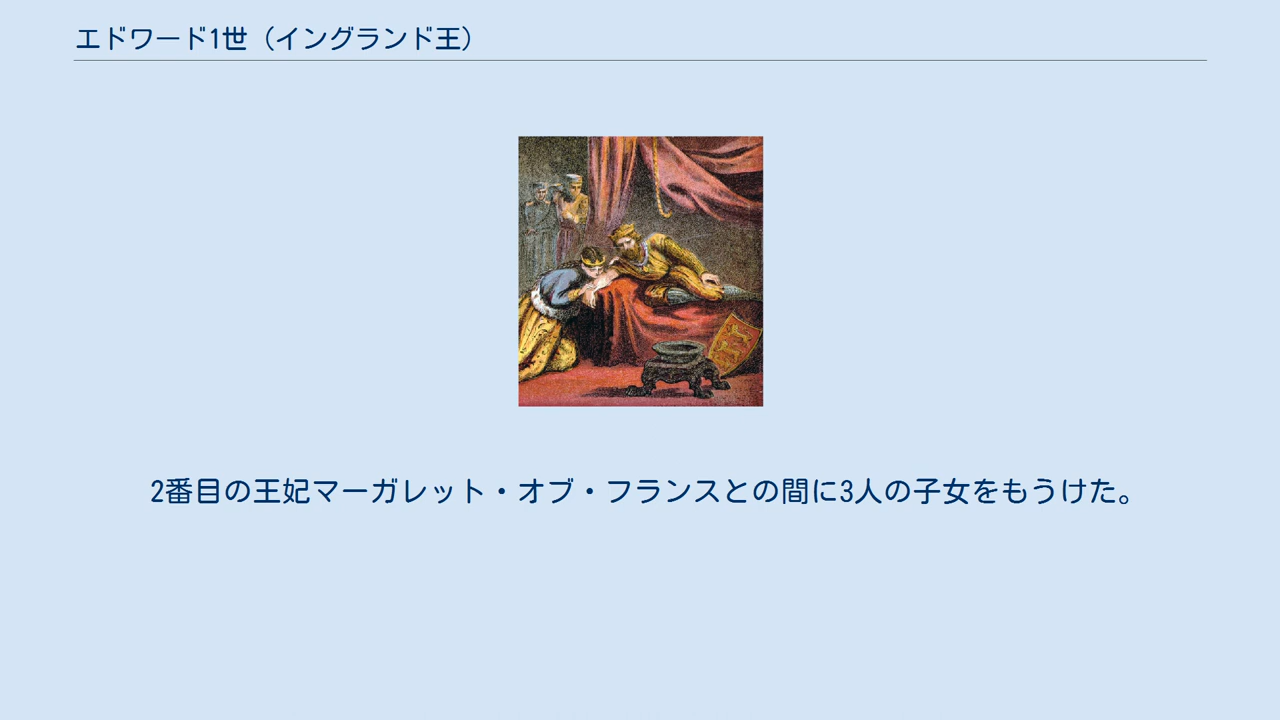 エドワード1世（イングランド王）
2番目の王妃マーガレット・オブ・フランスとの間に3人の子女をもうけた。